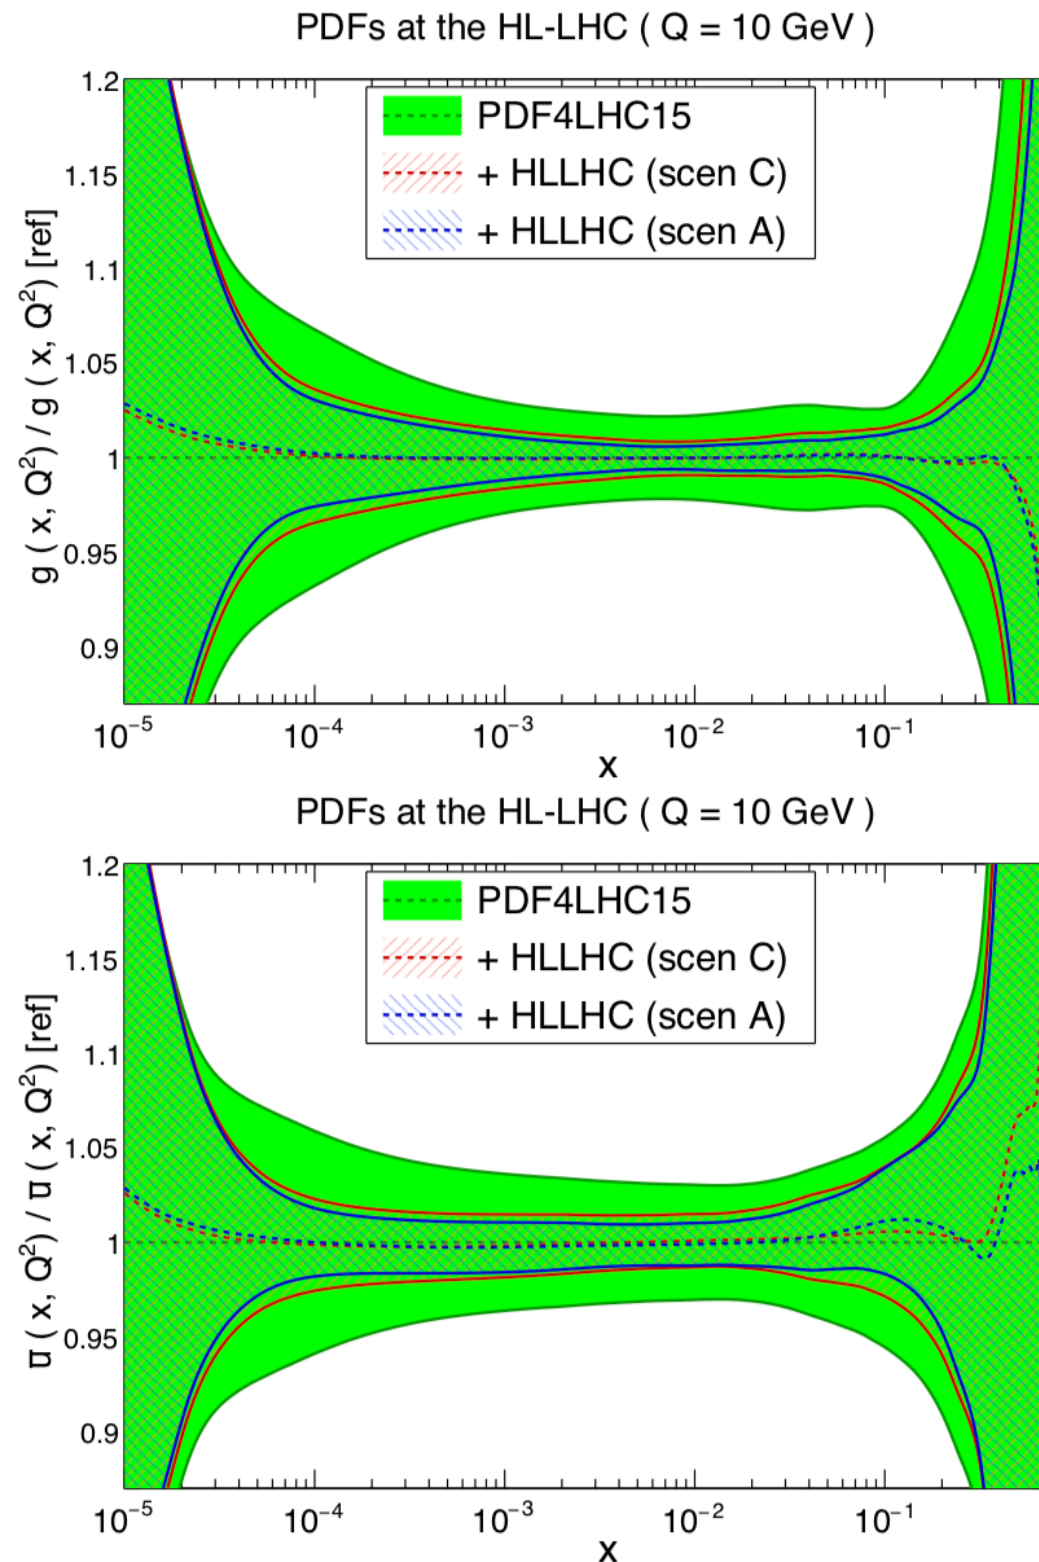 PDFs at the HL-LHC ( Q = 10 GeV )
1.2
1.15
1.1
1.05
1
0.95
0.9
g ( x, Q²) / g ( x, Q²) [ref]
PDF4LHC15
+ HLLHC (scen C)
+ HLLHC (scen A)
10⁻⁵ 10⁻⁴ 10⁻³ 10⁻² 10⁻¹
x
PDFs at the HL-LHC ( Q = 10 GeV )
1.2
1.15
1.1
1.05
1
0.95
0.9
u̅ ( x, Q²) / u̅ ( x, Q²) [ref]
PDF4LHC15
+ HLLHC (scen C)
+ HLLHC (scen A)
10⁻⁵ 10⁻⁴ 10⁻³ 10⁻² 10⁻¹
x